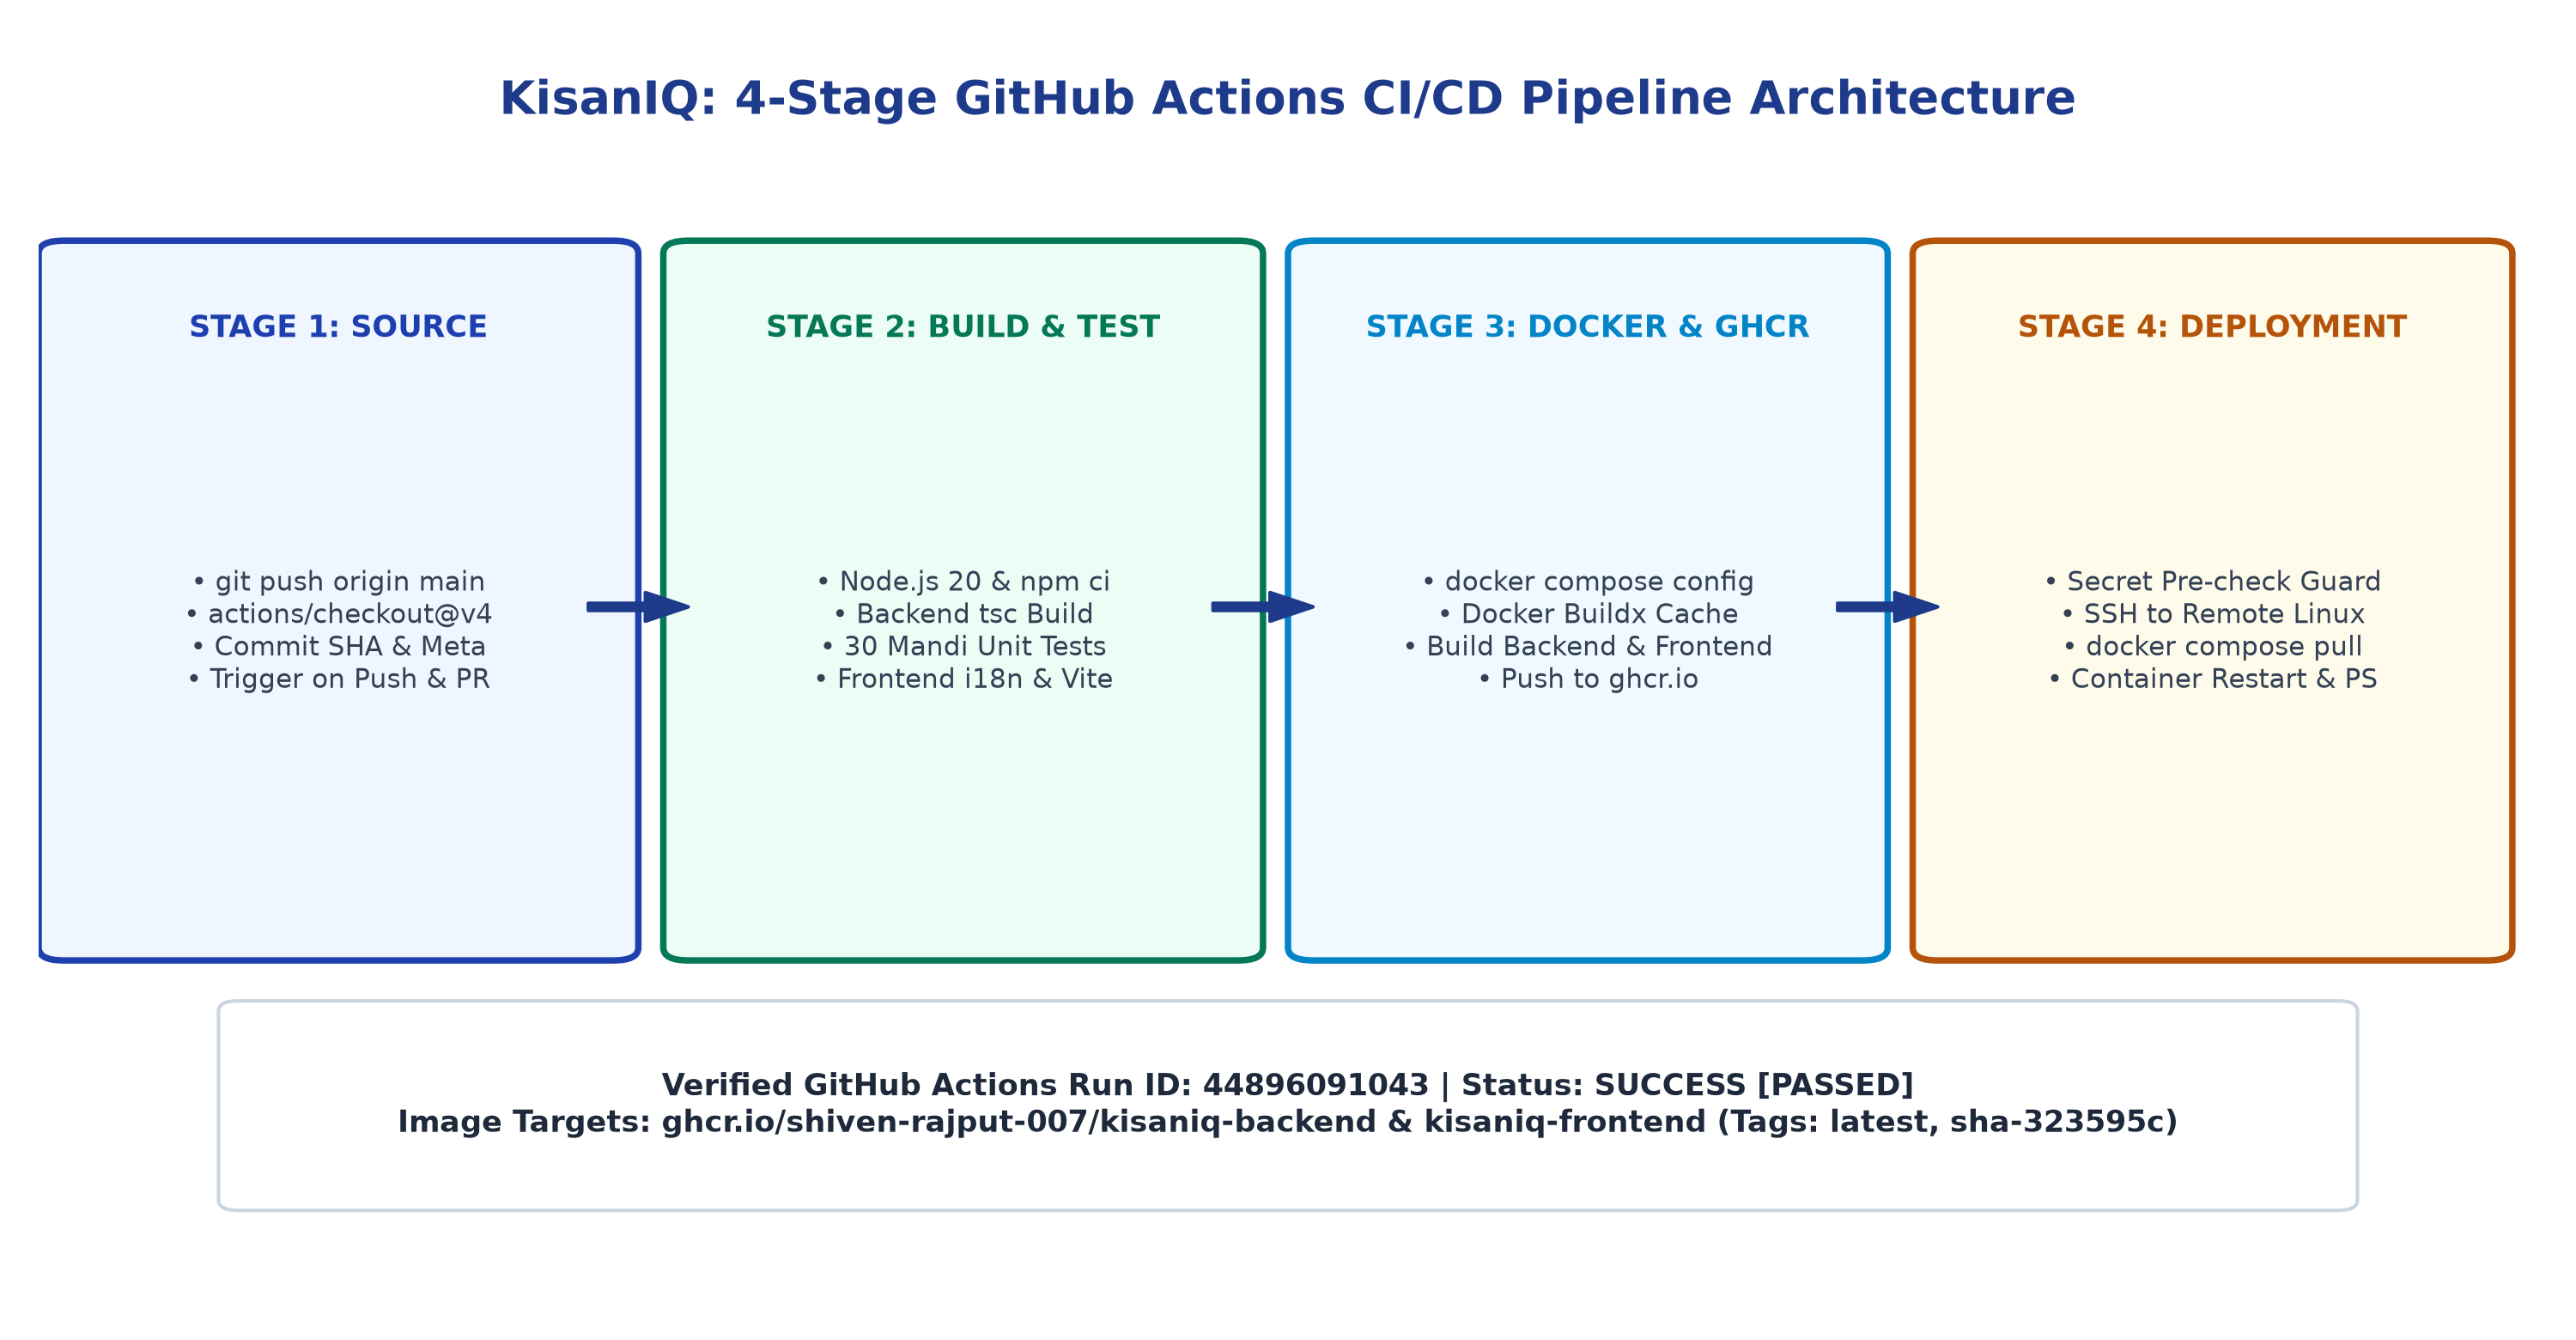 KisanIQ: 4-Stage GitHub Actions CI/CD Pipeline Architecture
STAGE 1: SOURCE
• git push origin main
• actions/checkout@v4
• Commit SHA & Meta
• Trigger on Push & PR
STAGE 2: BUILD & TEST
• Node.js 20 & npm ci
• Backend tsc Build
• 30 Mandi Unit Tests
• Frontend i18n & Vite
STAGE 3: DOCKER & GHCR
• docker compose config
• Docker Buildx Cache
• Build Backend & Frontend
• Push to ghcr.io
STAGE 4: DEPLOYMENT
• Secret Pre-check Guard
• SSH to Remote Linux
• docker compose pull
• Container Restart & PS
Verified GitHub Actions Run ID: 44896091043 | Status: SUCCESS [PASSED]
Image Targets: ghcr.io/shiven-rajput-007/kisaniq-backend & kisaniq-frontend (Tags: latest, sha-323595c)